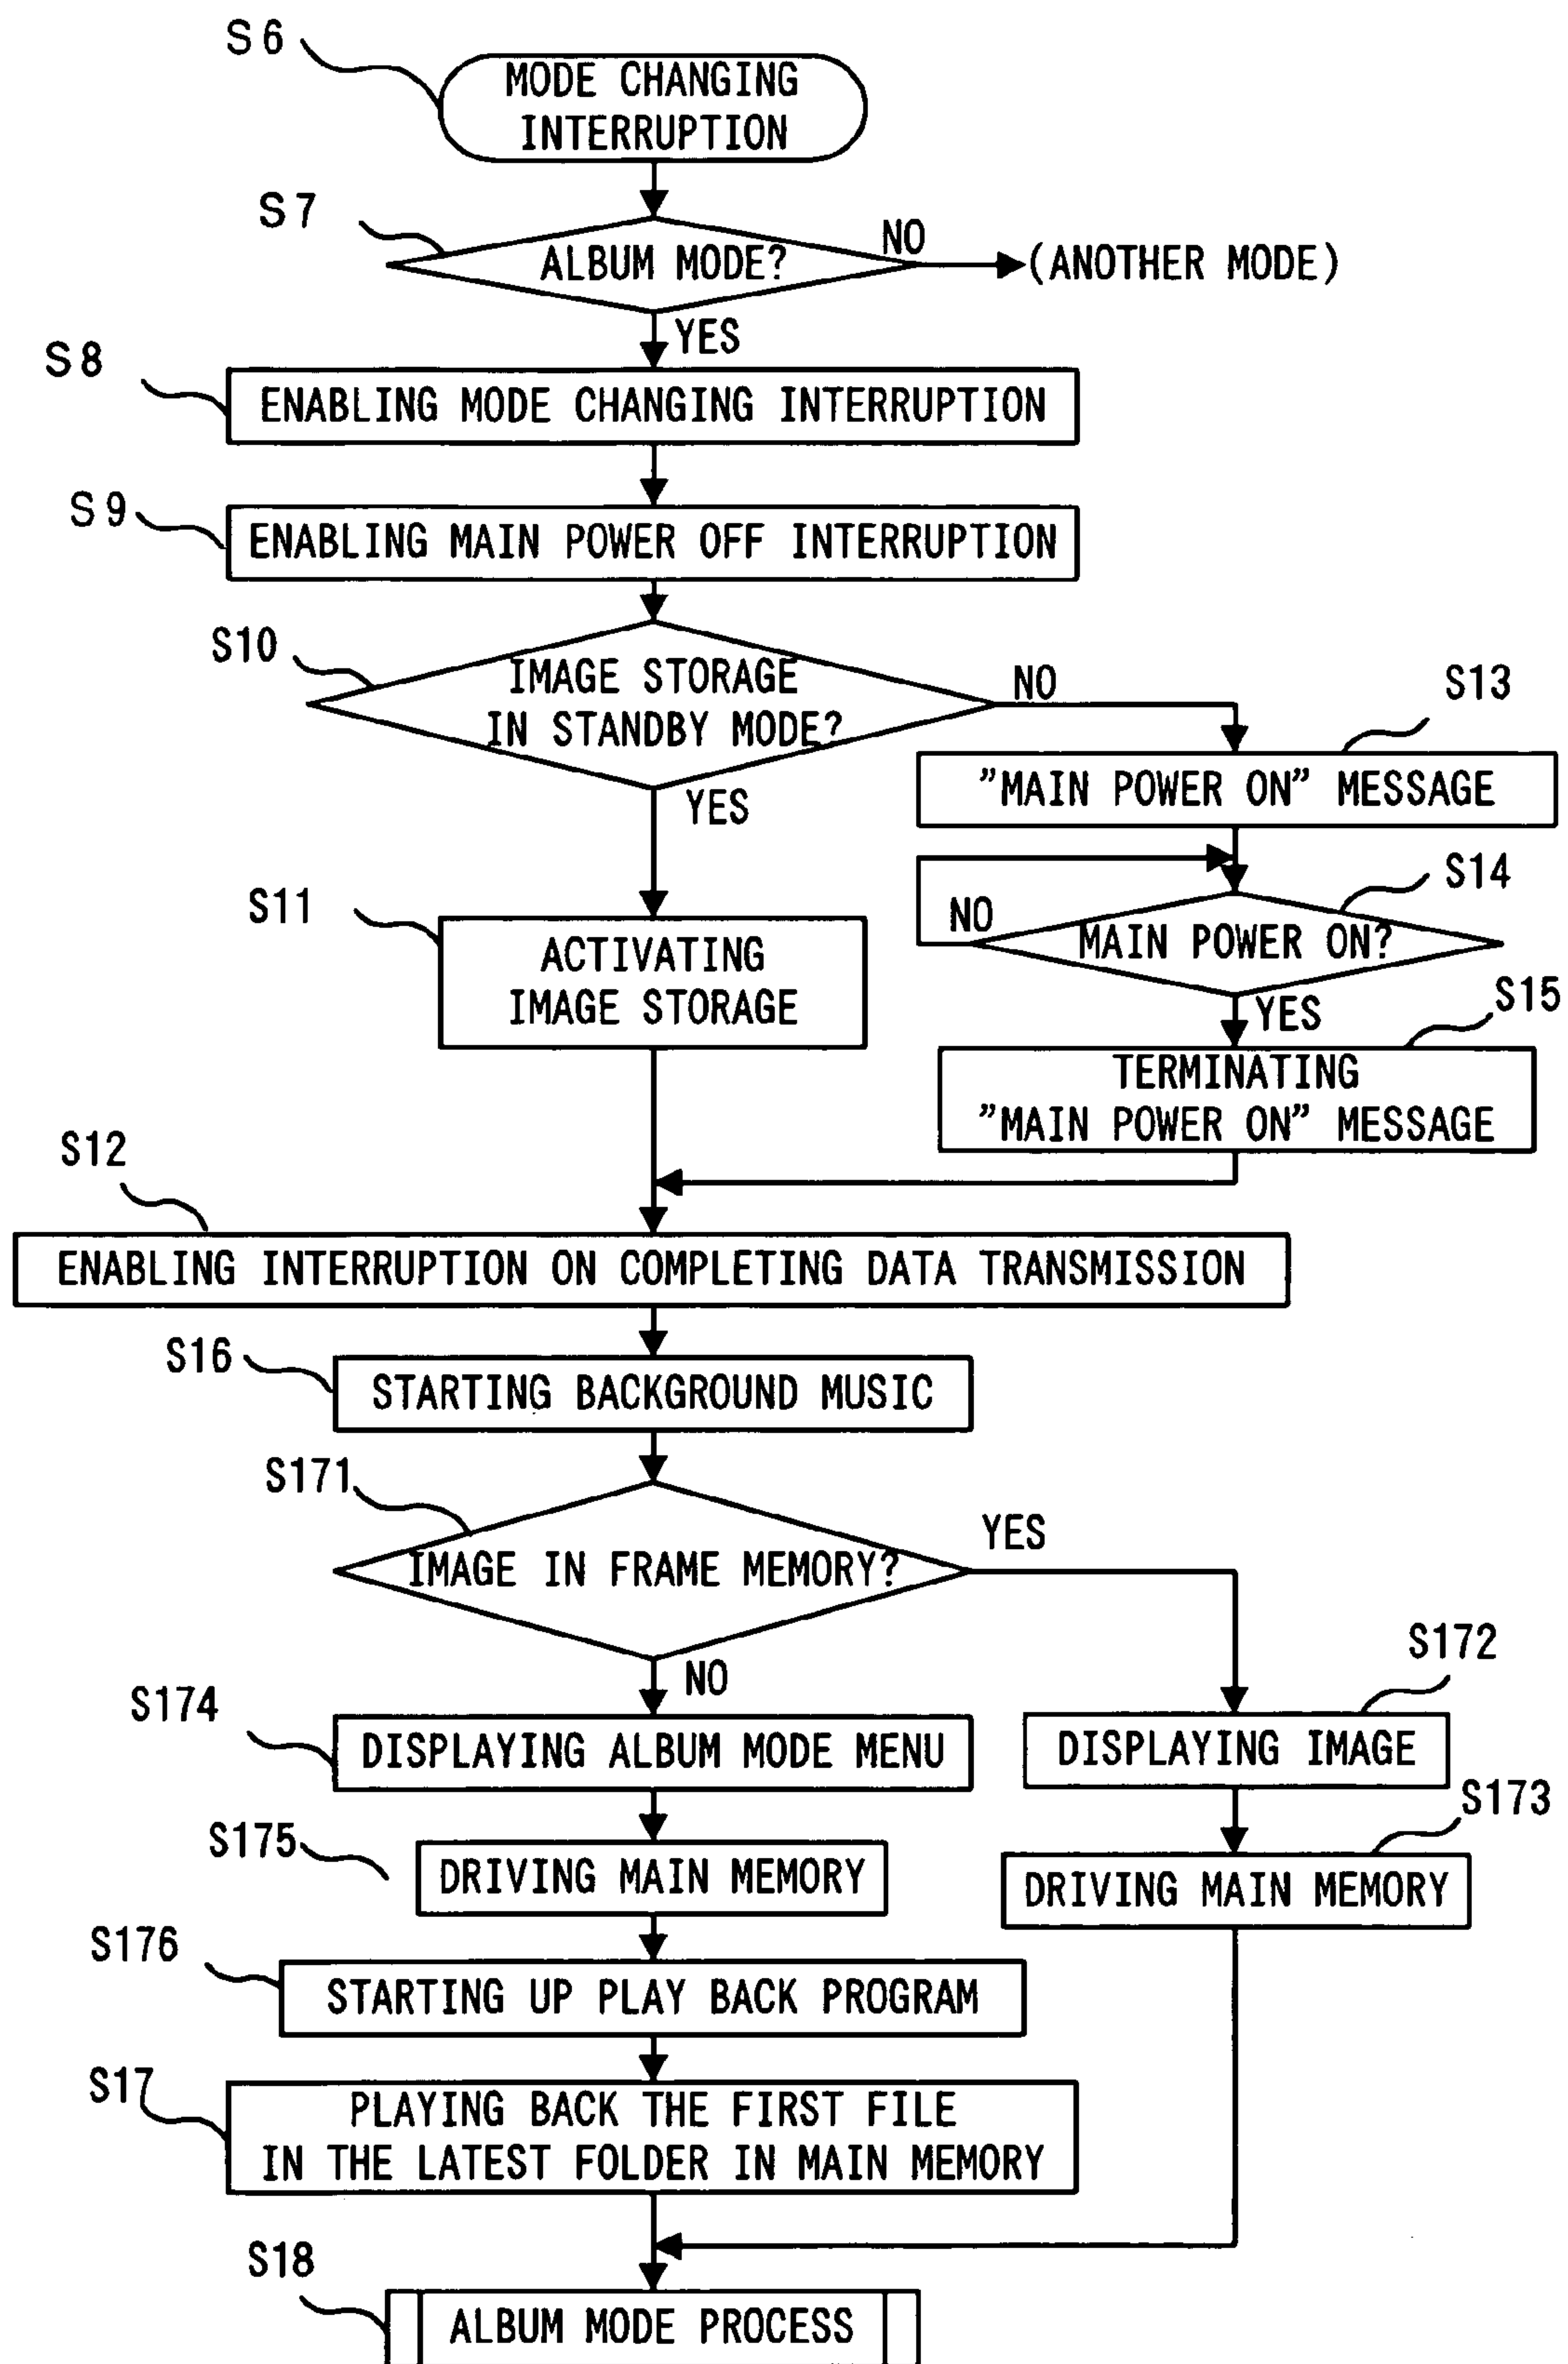 S6
MODE CHANGING
INTERRUPTION
S7
ALBUM MODE?
NO
(ANOTHER MODE)
YES
S8
ENABLING MODE CHANGING INTERRUPTION
S9
ENABLING MAIN POWER OFF INTERRUPTION
S10
IMAGE STORAGE
IN STANDBY MODE?
NO
YES
S13
”MAIN POWER ON” MESSAGE
S14
MAIN POWER ON?
NO
YES
S11
ACTIVATING
IMAGE STORAGE
S15
TERMINATING
”MAIN POWER ON” MESSAGE
S12
ENABLING INTERRUPTION ON COMPLETING DATA TRANSMISSION
S16
STARTING BACKGROUND MUSIC
S171
IMAGE IN FRAME MEMORY?
YES
NO
S172
DISPLAYING IMAGE
S173
DRIVING MAIN MEMORY
S174
DISPLAYING ALBUM MODE MENU
S175
DRIVING MAIN MEMORY
S176
STARTING UP PLAY BACK PROGRAM
S17
PLAYING BACK THE FIRST FILE
IN THE LATEST FOLDER IN MAIN MEMORY
S18
ALBUM MODE PROCESS